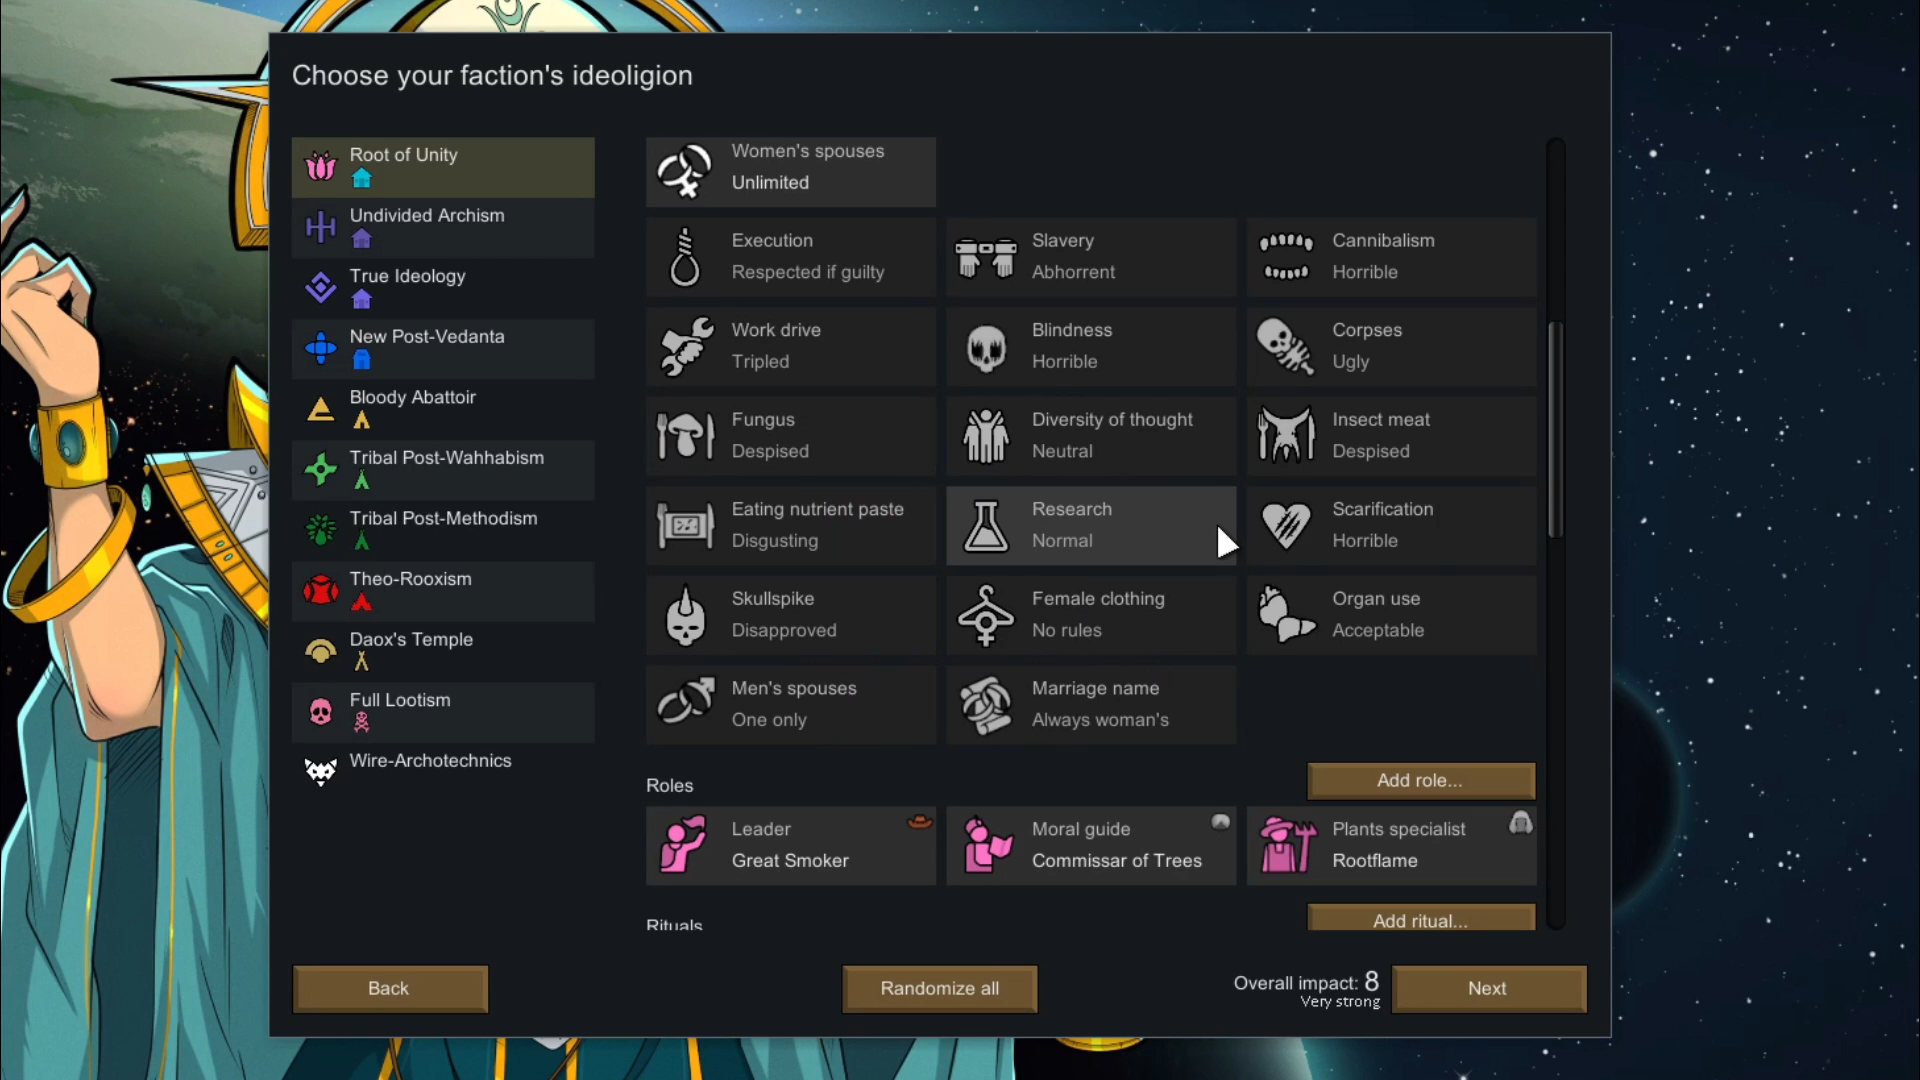 Choose your faction's ideoligion
Root of Unity
Undivided Archism
True Ideology
New Post-Vedanta
Bloody Abattoir
Tribal Post-Wahhabism
Tribal Post-Methodism
Theo-Rooxism
Daox's Temple
Full Lootism
Wire-Archotechnics
Women's spouses
Unlimited
Execution
Respected if guilty
Slavery
Abhorrent
Cannibalism
Horrible
Work drive
Tripled
Blindness
Horrible
Corpses
Ugly
Fungus
Despised
Diversity of thought
Neutral
Insect meat
Despised
Eating nutrient paste
Disgusting
Research
Normal
Scarification
Horrible
Skullspike
Disapproved
Female clothing
No rules
Organ use
Acceptable
Men's spouses
One only
Marriage name
Always woman's
Roles
Add role...
Leader
Great Smoker
Moral guide
Commissar of Trees
Plants specialist
Rootflame
Rituals
Add ritual...
Back
Randomize all
Overall impact: 8
Very strong
Next